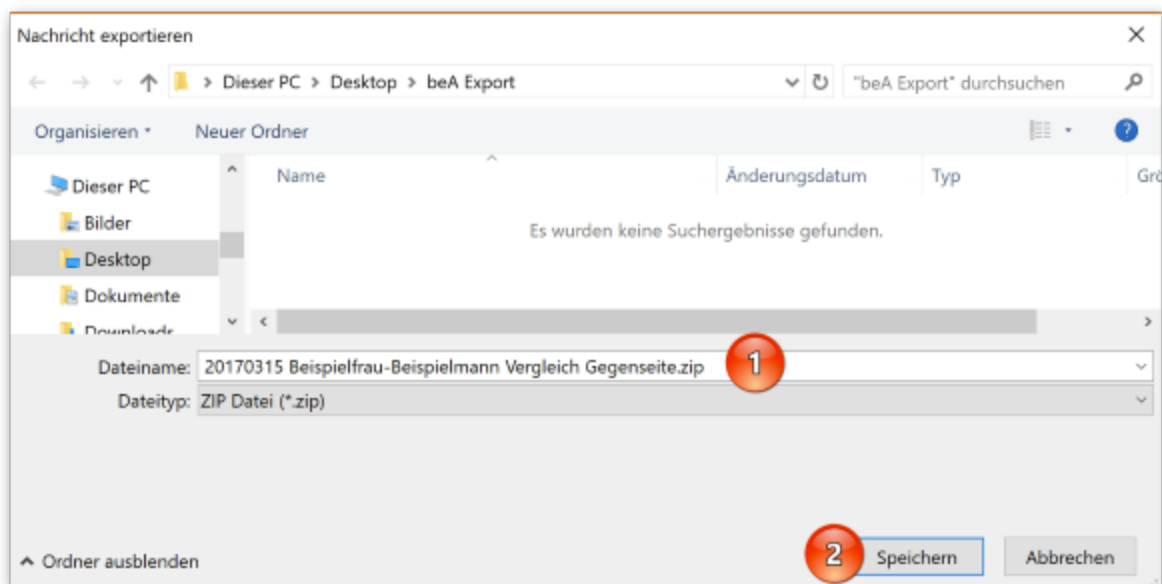 Nachricht exportieren
Dieser PC > Desktop > beA Export
"beA Export" durchsuchen
Organisieren
Neuer Ordner
?
Dieser PC
Bilder
Desktop
Dokumente
Downloads
Name
Änderungsdatum
Typ
Grö
Es wurden keine Suchergebnisse gefunden.
Dateiname: 20170315 Beispielfrau-Beispielmann Vergleich Gegenseite.zip
1
Dateityp: ZIP Datei (*.zip)
Ordner ausblenden
2
Speichern
Abbrechen